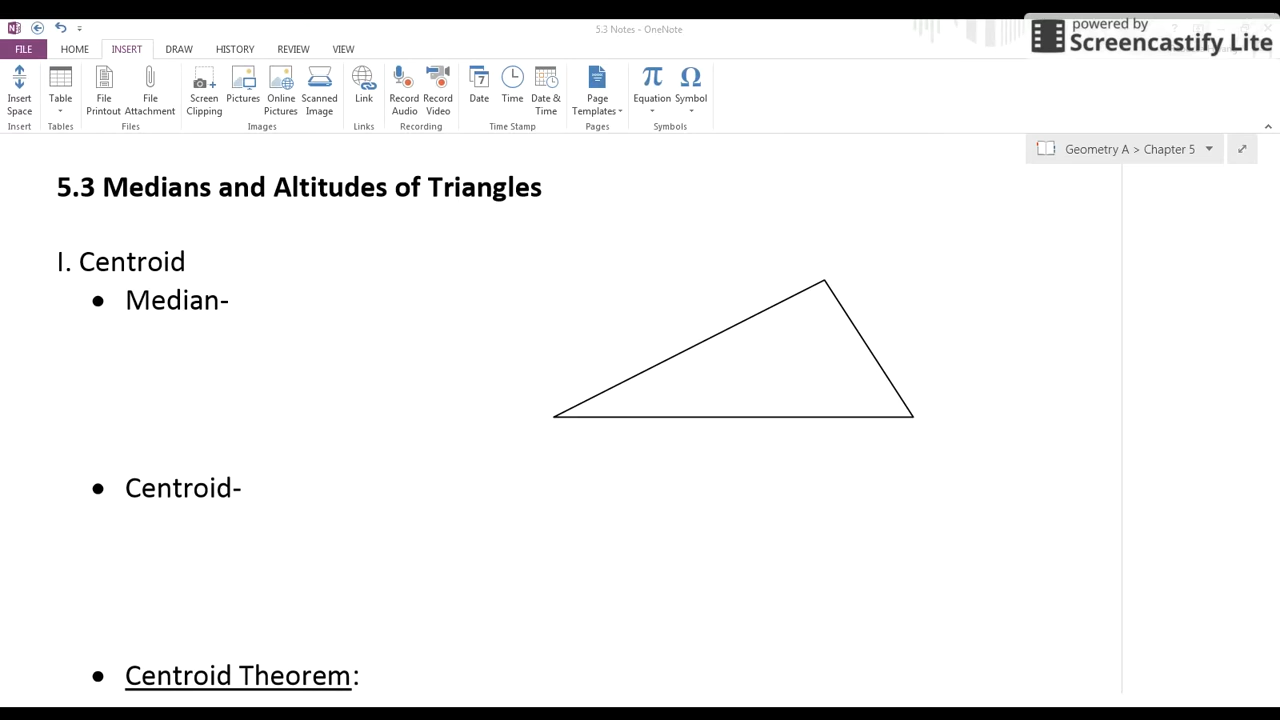 5.3 Notes - OneNote
powered by
Screencastify Lite
FILE HOME INSERT DRAW HISTORY REVIEW VIEW
Insert Space
Table
File Printout
File Attachment
Screen Clipping
Pictures
Online Pictures
Scanned Image
Link
Record Audio
Record Video
Date
Time
Date & Time
Page Templates
Equation
Symbol
Insert Tables Files Images Links Recording Time Stamp Pages Symbols
Geometry A > Chapter 5
5.3 Medians and Altitudes of Triangles
I. Centroid
• Median-
• Centroid-
• Centroid Theorem: